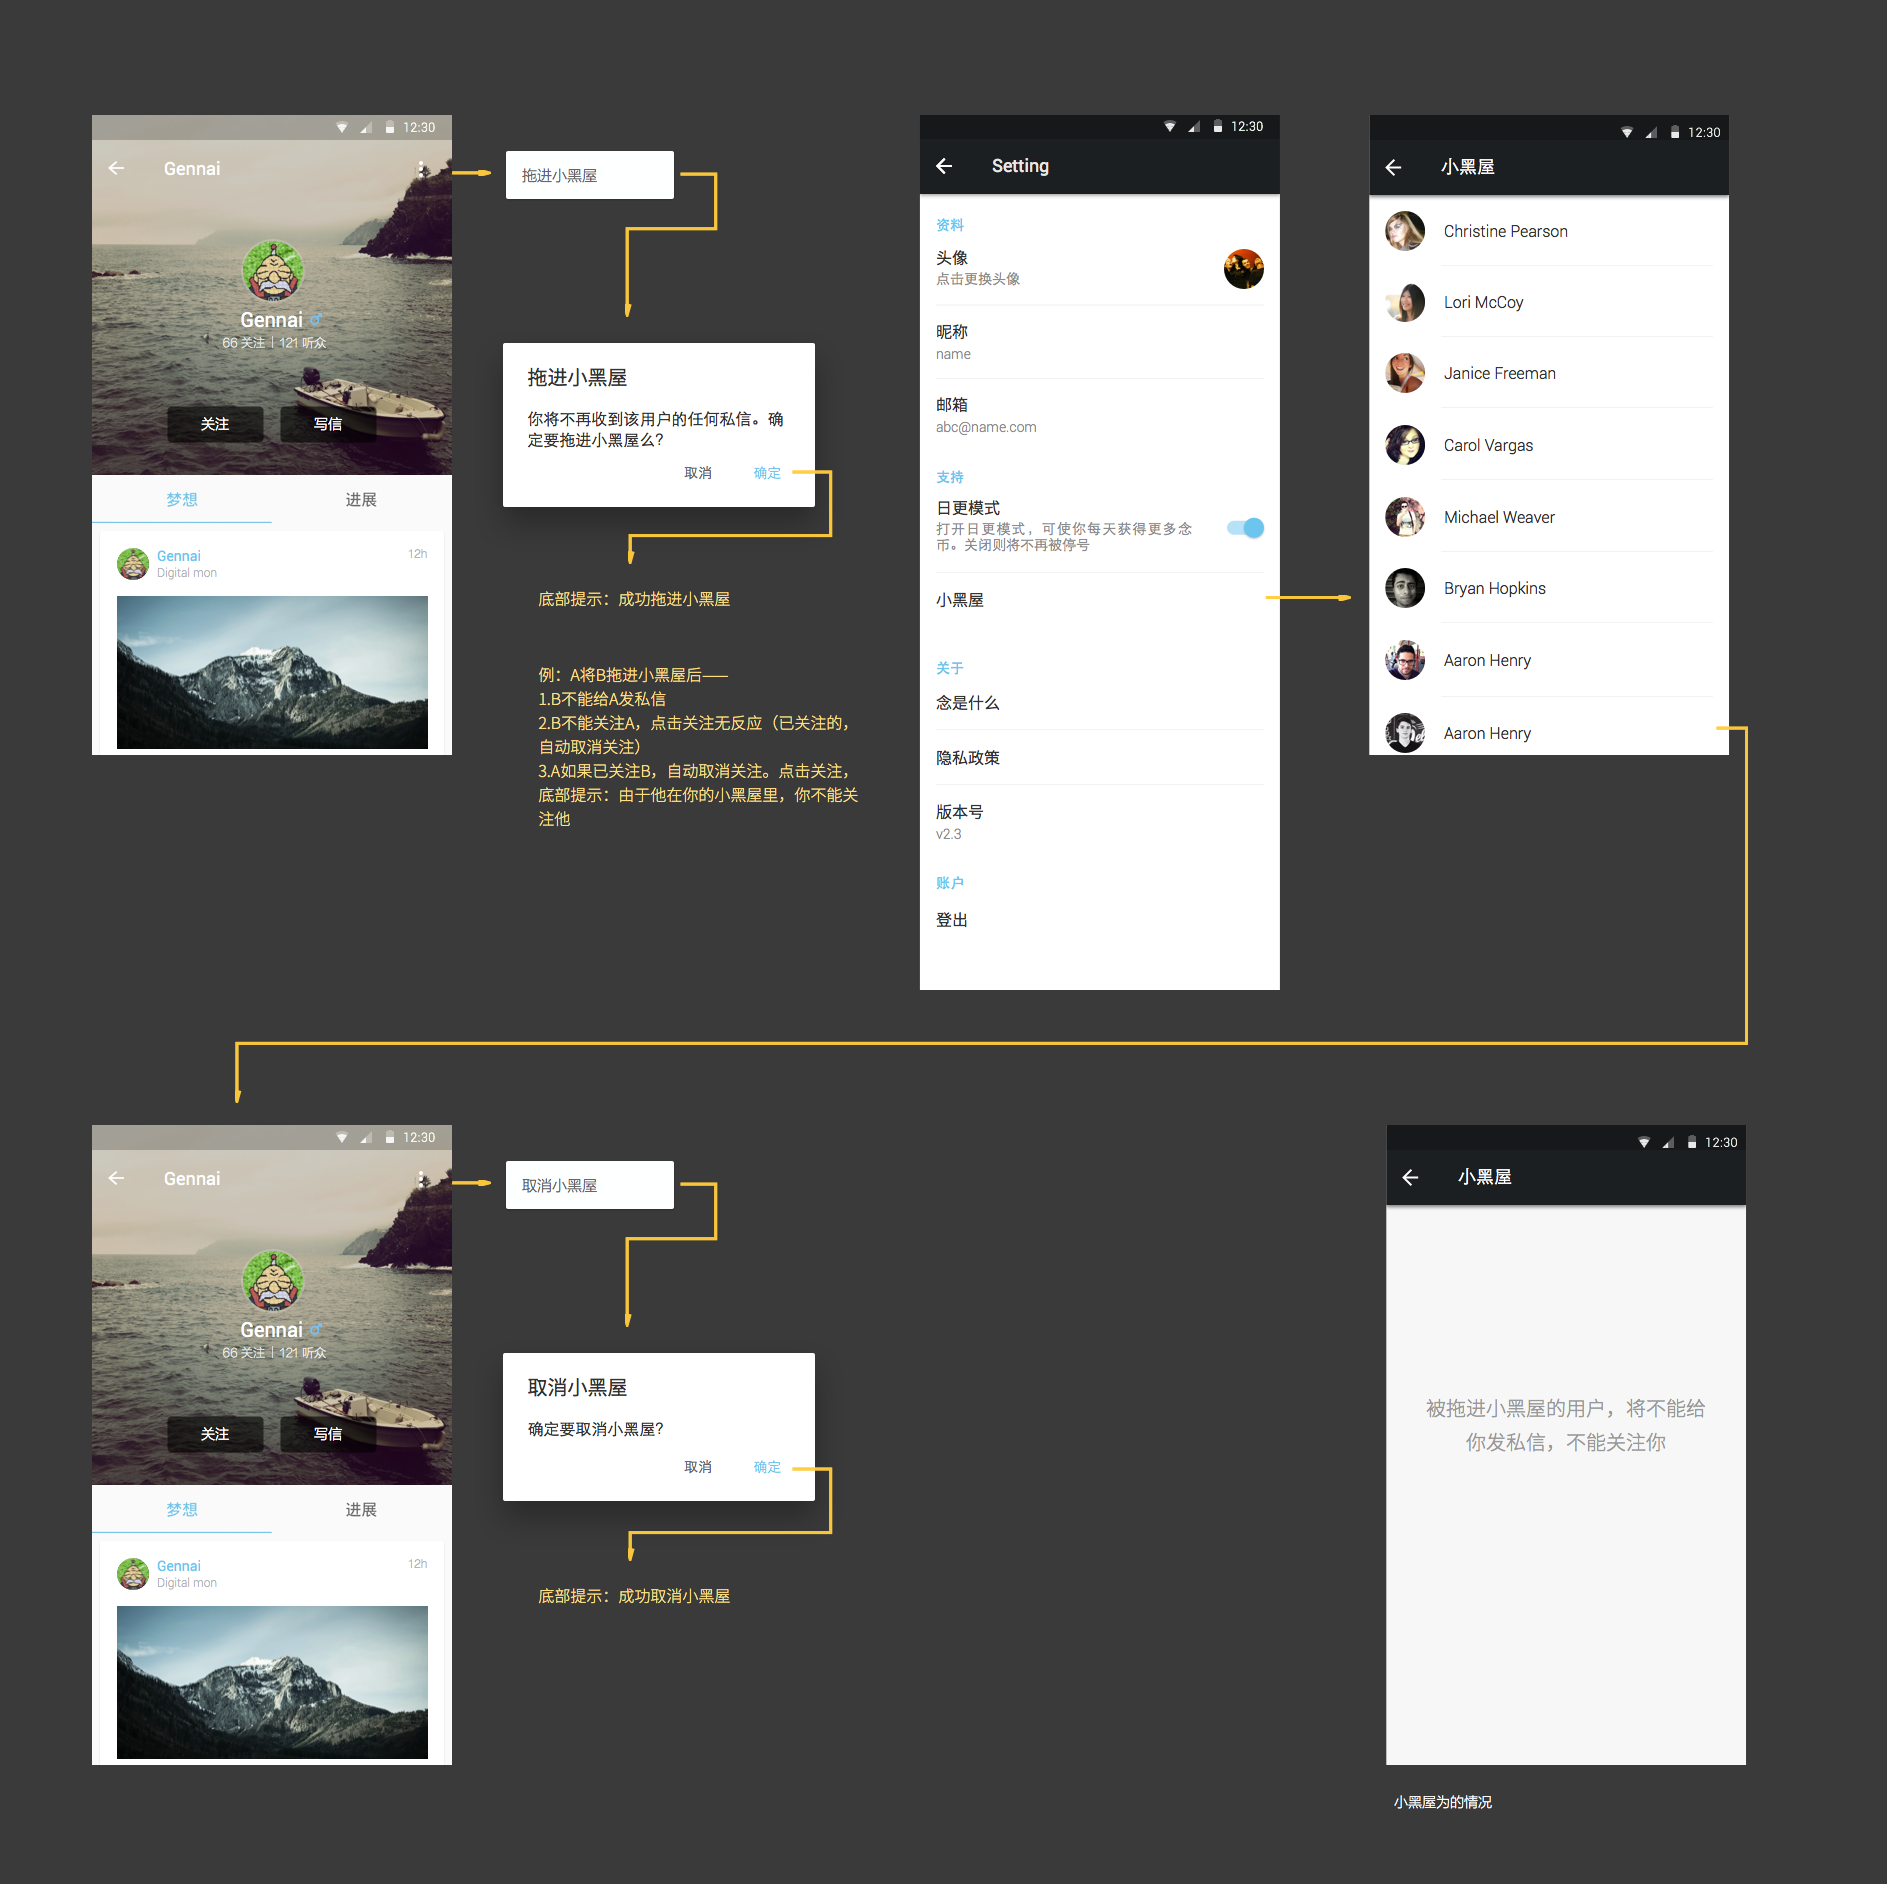 12:30
Gennai
Gennai
66 关注 | 121 听众
关注
写信
梦想
进展
Gennai
12h
Digital mon
拖进小黑屋
拖进小黑屋
你将不再收到该用户的任何私信。确
定要拖进小黑屋么?
取消
确定
底部提示：成功拖进小黑屋
例：A将B拖进小黑屋后——
1.B不能给A发私信
2.B不能关注A，点击关注无反应（已关注的，
自动取消关注）
3.A如果已关注B，自动取消关注。点击关注，
底部提示：由于他在你的小黑屋里，你不能关
注他
12:30
Setting
资料
头像
点击更换头像
昵称
name
邮箱
abc@name.com
支持
日更模式
打开日更模式，可使你每天获得更多念
币。关闭则将不再被停号
小黑屋
关于
念是什么
隐私政策
版本号
v2.3
账户
登出
12:30
小黑屋
Christine Pearson
Lori McCoy
Janice Freeman
Carol Vargas
Michael Weaver
Bryan Hopkins
Aaron Henry
Aaron Henry
12:30
Gennai
Gennai
66 关注 | 121 听众
关注
写信
梦想
进展
Gennai
12h
Digital mon
取消小黑屋
取消小黑屋
确定要取消小黑屋?
取消
确定
底部提示：成功取消小黑屋
12:30
小黑屋
被拖进小黑屋的用户，将不能给
你发私信，不能关注你
小黑屋为的情况